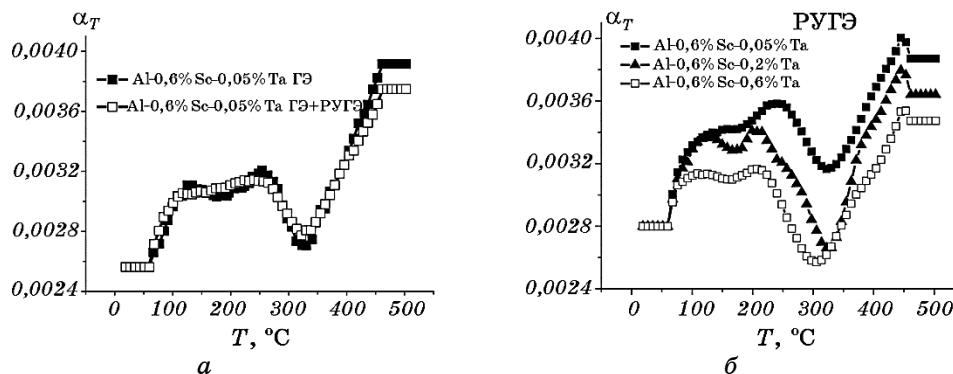 α_T
0,0040
0,0036
0,0032
0,0028
0,0024
Al-0,6% Sc-0,05% Ta ГЭ
Al-0,6% Sc-0,05% Ta ГЭ+РУГЭ
0 100 200 300 400 500
T, °C
а
α_T
РУГЭ
0,0040
0,0036
0,0032
0,0028
0,0024
Al-0,6% Sc-0,05% Ta
Al-0,6% Sc-0,2% Ta
Al-0,6% Sc-0,6% Ta
0 100 200 300 400 500
T, °C
б